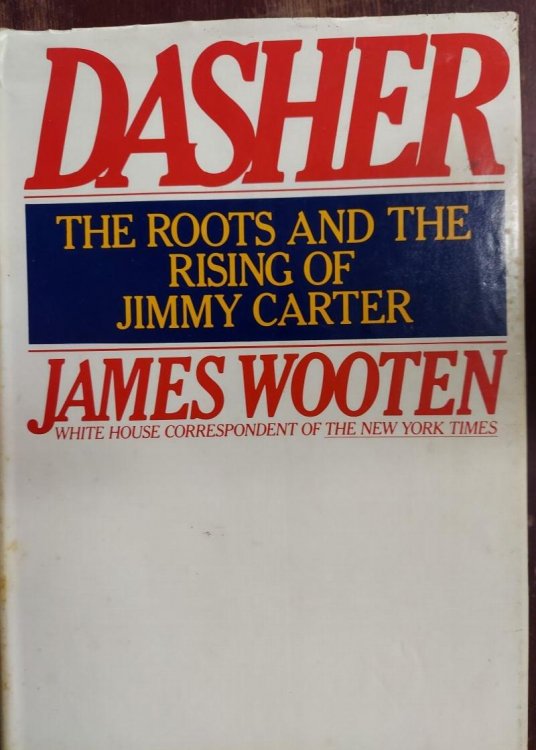 DASHER
THE ROOTS AND THE
RISING OF
JIMMY CARTER
JAMES WOOTEN
WHITE HOUSE CORRESPONDENT OF THE NEW YORK TIMES